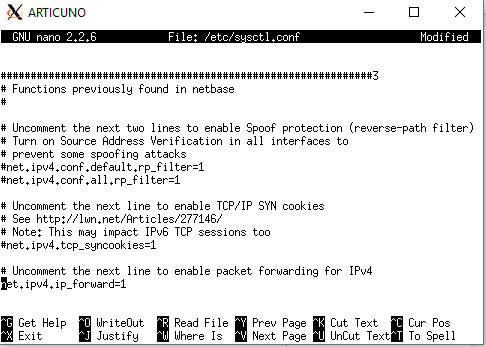 ARTICUNO
GNU nano 2.2.6 File: /etc/sysctl.conf Modified
##############################################################3
# Functions previously found in netbase
#
# Uncomment the next two lines to enable Spoof protection (reverse-path filter)
# Turn on Source Address Verification in all interfaces to
# prevent some spoofing attacks
#net.ipv4.conf.default.rp_filter=1
#net.ipv4.conf.all.rp_filter=1
# Uncomment the next line to enable TCP/IP SYN cookies
# See http://lwn.net/Articles/277146/
# Note: This may impact IPv6 TCP sessions too
#net.ipv4.tcp_syncookies=1
# Uncomment the next line to enable packet forwarding for IPv4
net.ipv4.ip_forward=1
^G Get Help ^O WriteOut ^R Read File ^Y Prev Page ^K Cut Text ^C Cur Pos
^X Exit ^J Justify ^W Where Is ^V Next Page ^U UnCut Text ^T To Spell